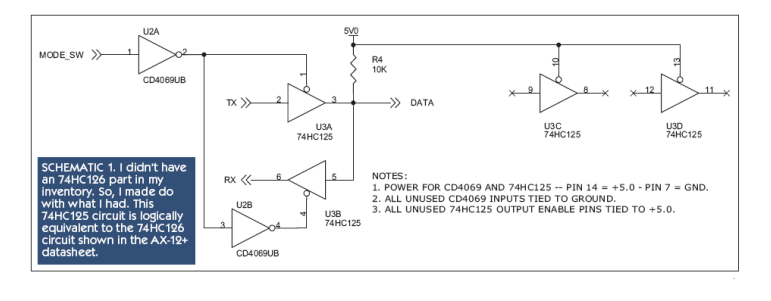 U2A
MODE_SW
1
2
CD4069UB
5V0
R4
10K
1
TX
2
3
DATA
U3A
74HC125
10
9
8
U3C
74HC125
13
12
11
U3D
74HC125
RX
6
5
4
U3B
74HC125
U2B
3
4
CD4069UB
NOTES:
1. POWER FOR CD4069 AND 74HC125 -- PIN 14 = +5.0 - PIN 7 = GND.
2. ALL UNUSED CD4069 INPUTS TIED TO GROUND.
3. ALL UNUSED 74HC125 OUTPUT ENABLE PINS TIED TO +5.0.
SCHEMATIC 1. I didn't have
an 74HC126 part in my
inventory. So, I made do
with what I had. This
74HC125 circuit is logically
equivalent to the 74HC126
circuit shown in the AX-12+
datasheet.